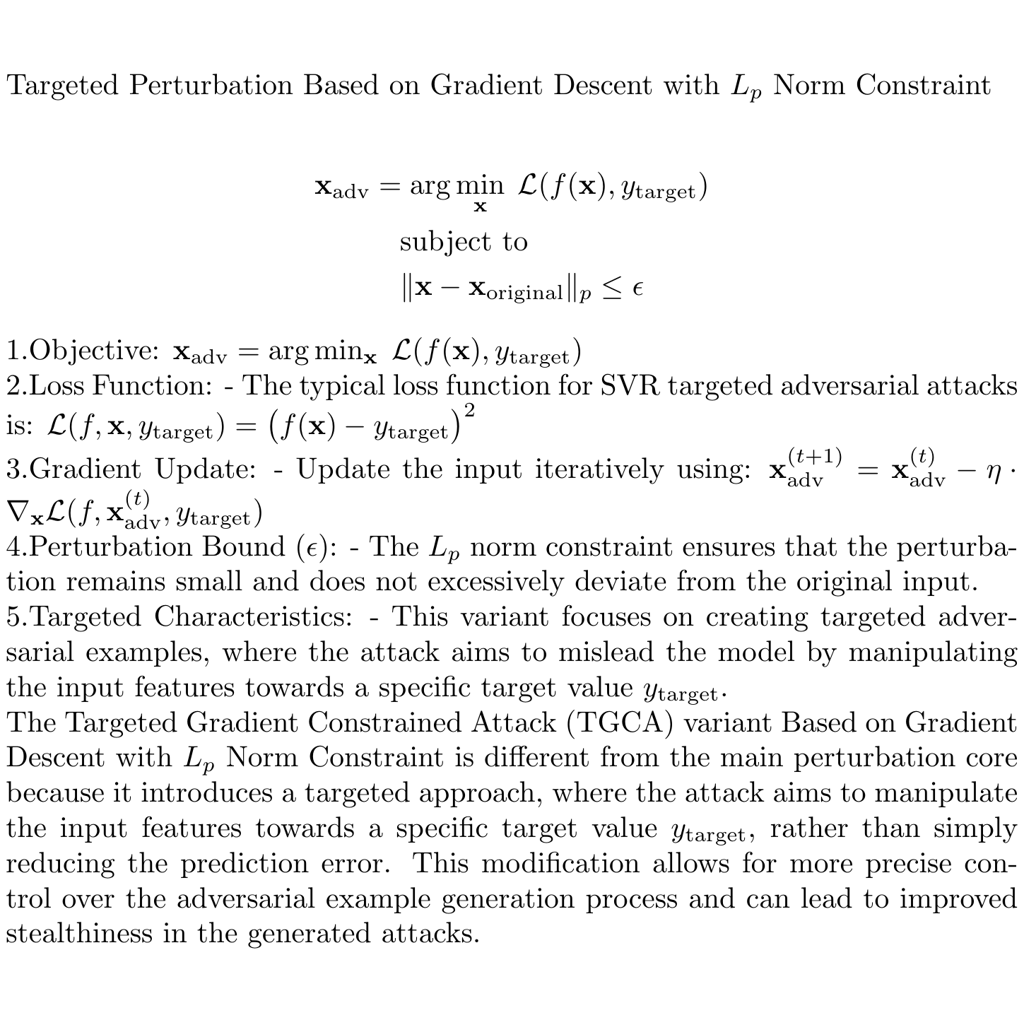 Targeted Perturbation Based on Gradient Descent with $L_p$ Norm Constraint
$\mathbf{x}_{\text{adv}} = \arg\min_{\mathbf{x}} \mathcal{L}(f(\mathbf{x}), y_{\text{target}})$
subject to
$\|\mathbf{x} - \mathbf{x}_{\text{original}}\|_p \leq \epsilon$
1.Objective: $\mathbf{x}_{\text{adv}} = \arg\min_{\mathbf{x}} \mathcal{L}(f(\mathbf{x}), y_{\text{target}})$
2.Loss Function: - The typical loss function for SVR targeted adversarial attacks
is: $\mathcal{L}(f, \mathbf{x}, y_{\text{target}}) = (f(\mathbf{x}) - y_{\text{target}})^2$
3.Gradient Update: - Update the input iteratively using: $\mathbf{x}_{\text{adv}}^{(t+1)} = \mathbf{x}_{\text{adv}}^{(t)} - \eta \cdot$
$\nabla_{\mathbf{x}} \mathcal{L}(f, \mathbf{x}_{\text{adv}}^{(t)}, y_{\text{target}})$
4.Perturbation Bound ($\epsilon$): - The $L_p$ norm constraint ensures that the perturba-
tion remains small and does not excessively deviate from the original input.
5.Targeted Characteristics: - This variant focuses on creating targeted adver-
sarial examples, where the attack aims to mislead the model by manipulating
the input features towards a specific target value $y_{\text{target}}$.
The Targeted Gradient Constrained Attack (TGCA) variant Based on Gradient
Descent with $L_p$ Norm Constraint is different from the main perturbation core
because it introduces a targeted approach, where the attack aims to manipulate
the input features towards a specific target value $y_{\text{target}}$, rather than simply
reducing the prediction error. This modification allows for more precise con-
trol over the adversarial example generation process and can lead to improved
stealthiness in the generated attacks.